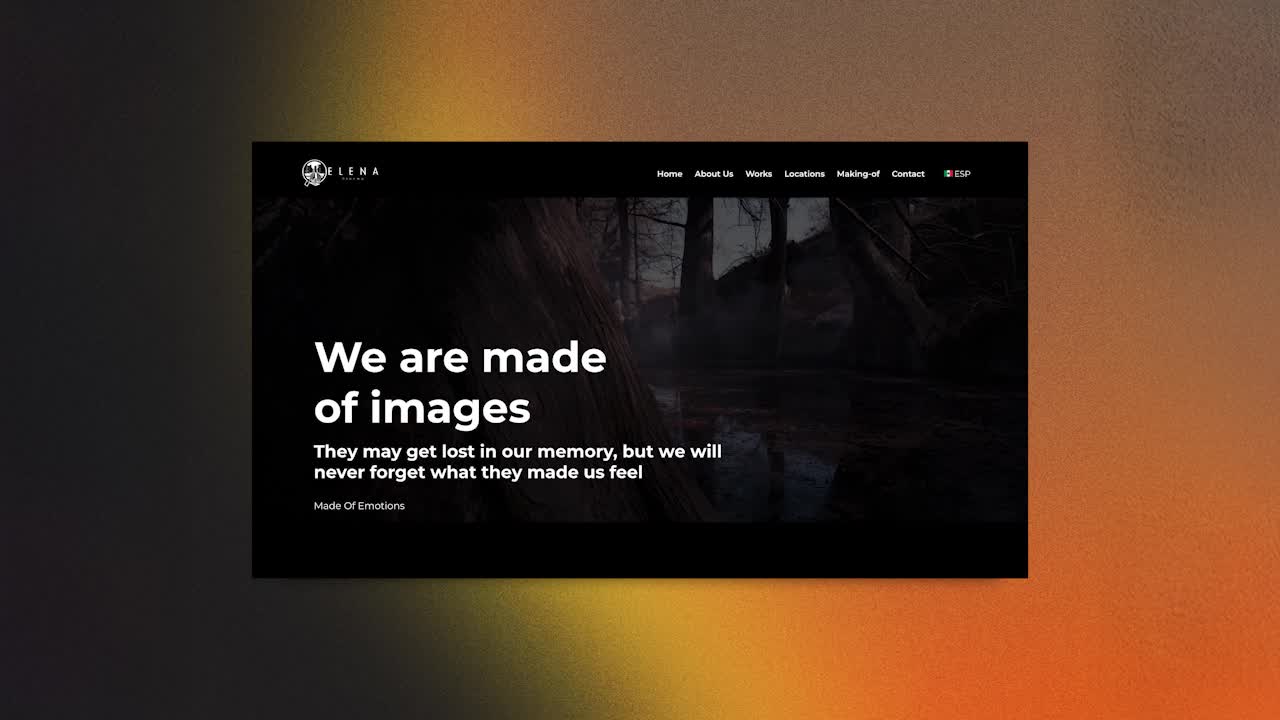 ELENA
Home About Us Works Locations Making-of Contact ESP
We are made
of images
They may get lost in our memory, but we will
never forget what they made us feel
Made Of Emotions